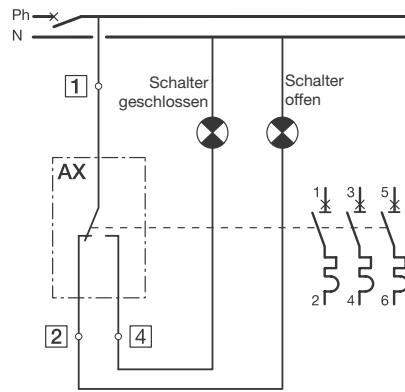 Ph
N
1
Schalter
geschlossen
Schalter
offen
AX
1 3 5
2 4 6
2 4